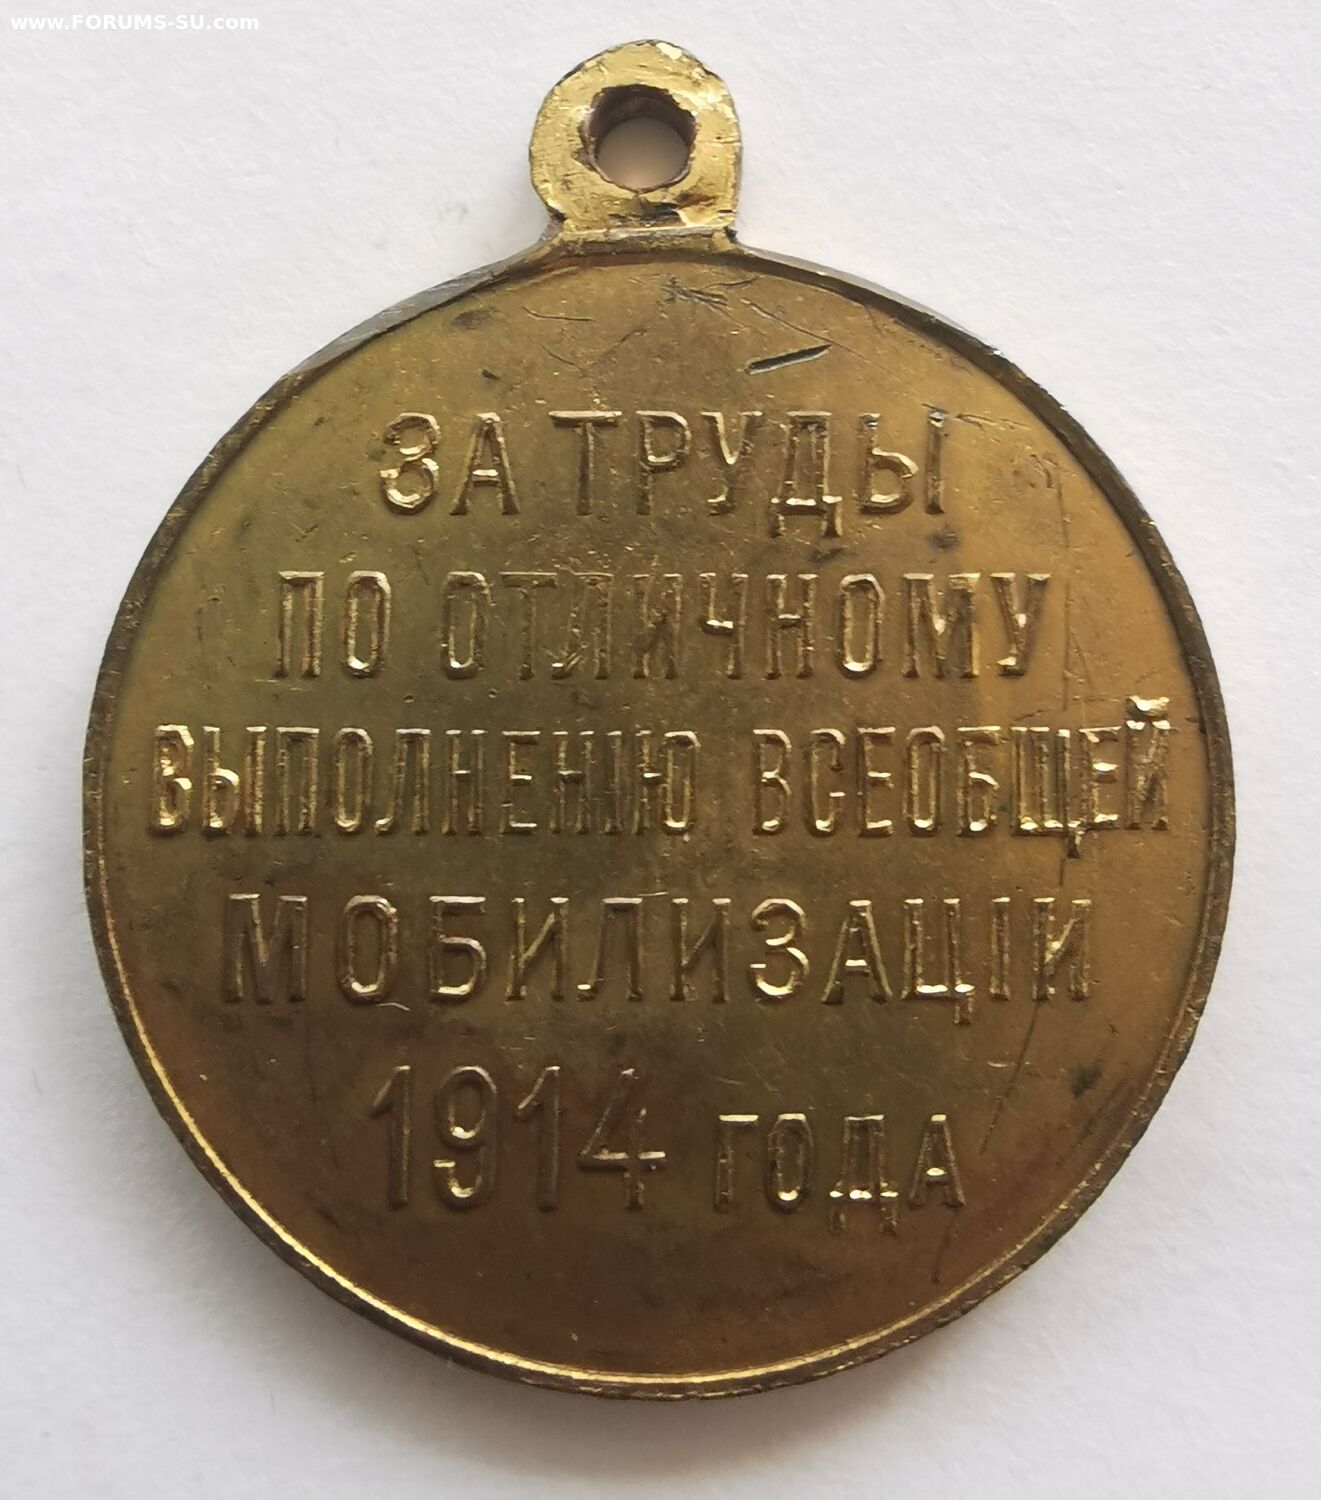 www.FORUMS-SU.com
ЗА ТРУДЫ
ПО ОТЛИЧНОМУ
ВЫПОЛНЕНІЮ ВСЕОБЩЕЙ
МОБИЛИЗАЦІИ
1914 ГОДА